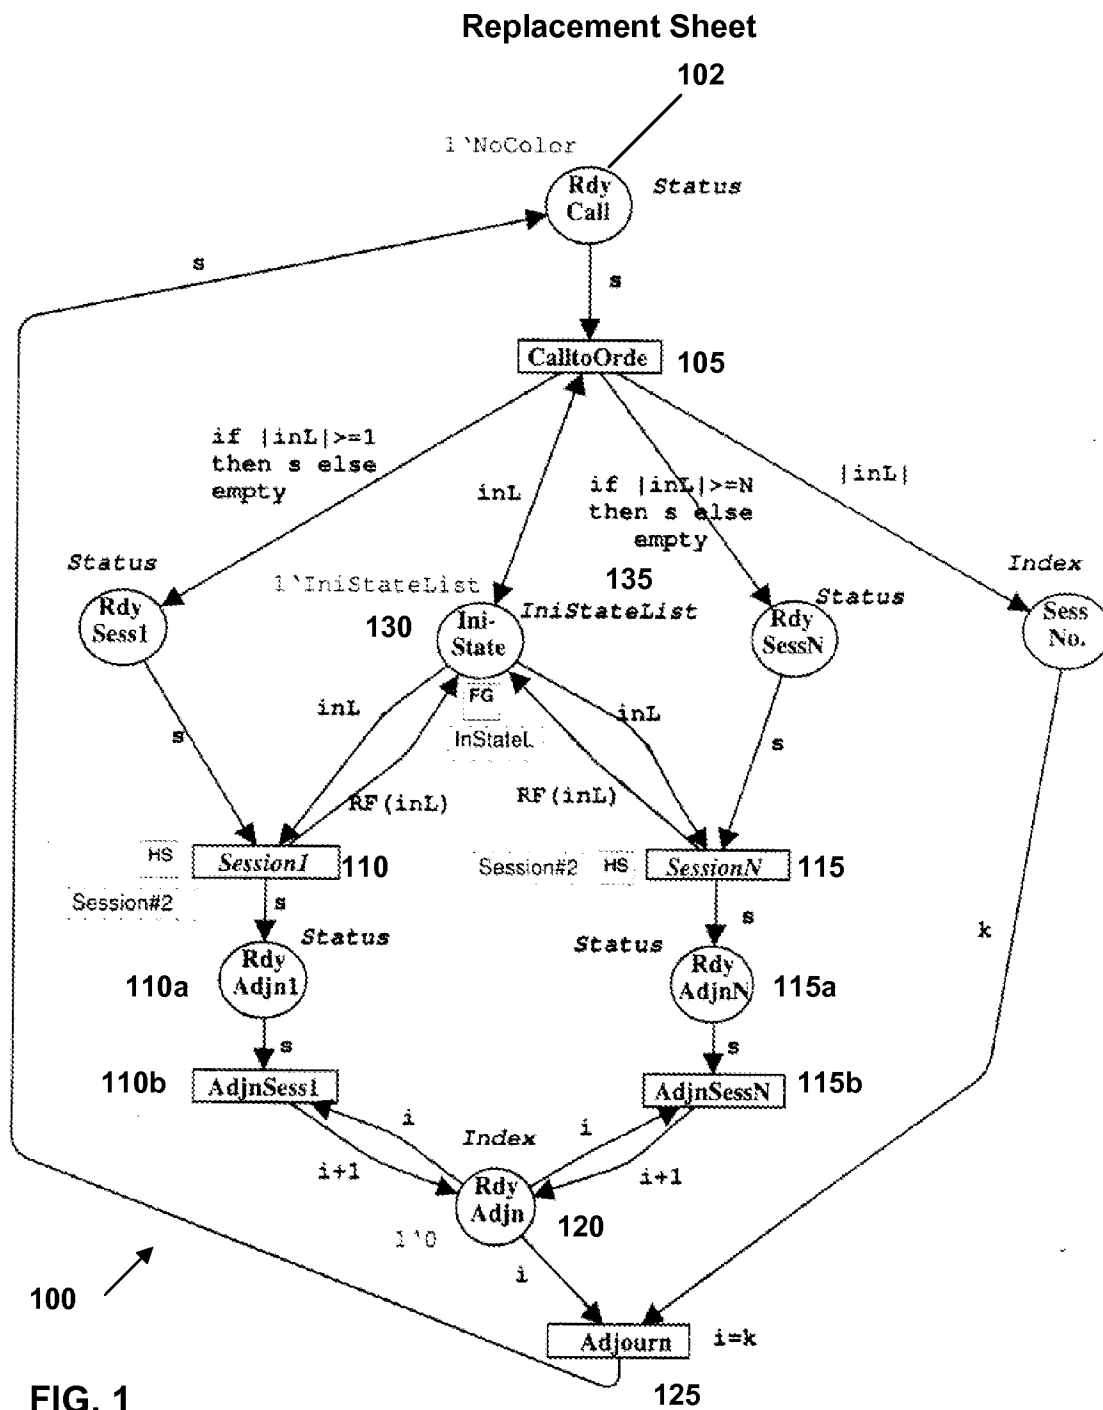 Replacement Sheet
102
1`NoColor
Rdy
Call
Status
s
s
CalltoOrde
105
if |inL|>=1
then s else
empty
inL
if |inL|>=N
then s else
empty
|inL|
Status
Rdy
Sess1
1`IniStateList
130
Ini-
State
135
IniStateList
Status
Rdy
SessN
Index
Sess
No.
FG
InStateL
inL
inL
s
s
RF(inL)
RF(inL)
HS
Session1
110
Session#2
Session#2
HS
SessionN
115
s
s
k
Status
Rdy
Adjn1
110a
Status
Rdy
AdjnN
115a
s
s
110b
AdjnSess1
AdjnSessN
115b
i
i
Index
i+1
i+1
Rdy
Adjn
120
1`0
i
100
Adjourn
i=k
125
FIG. 1